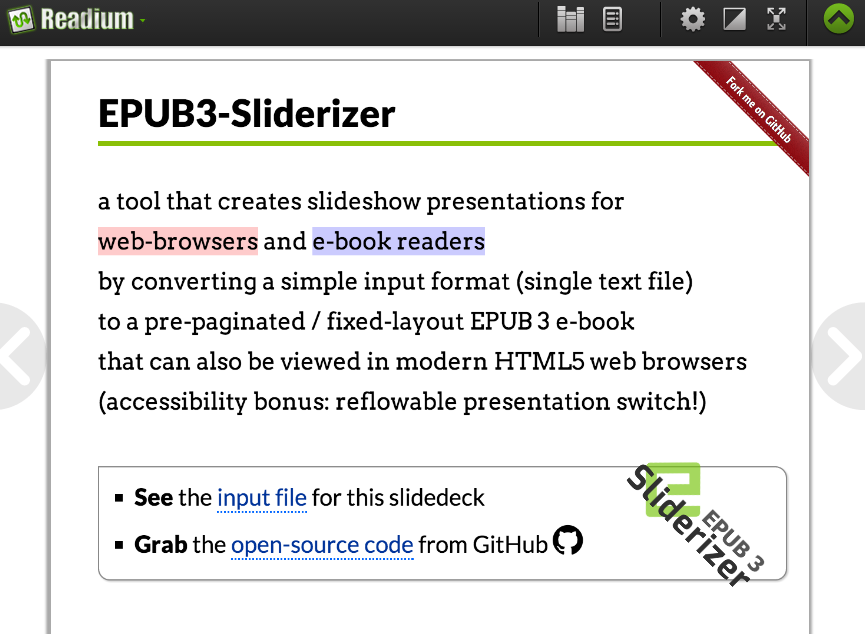 Readium
Fork me on GitHub
EPUB3-Sliderizer
a tool that creates slideshow presentations for
web-browsers and e-book readers
by converting a simple input format (single text file)
to a pre-paginated / fixed-layout EPUB 3 e-book
that can also be viewed in modern HTML5 web browsers
(accessibility bonus: reflowable presentation switch!)
See the input file for this slidedeck
Grab the open-source code from GitHub
Sliderizer
EPUB 3